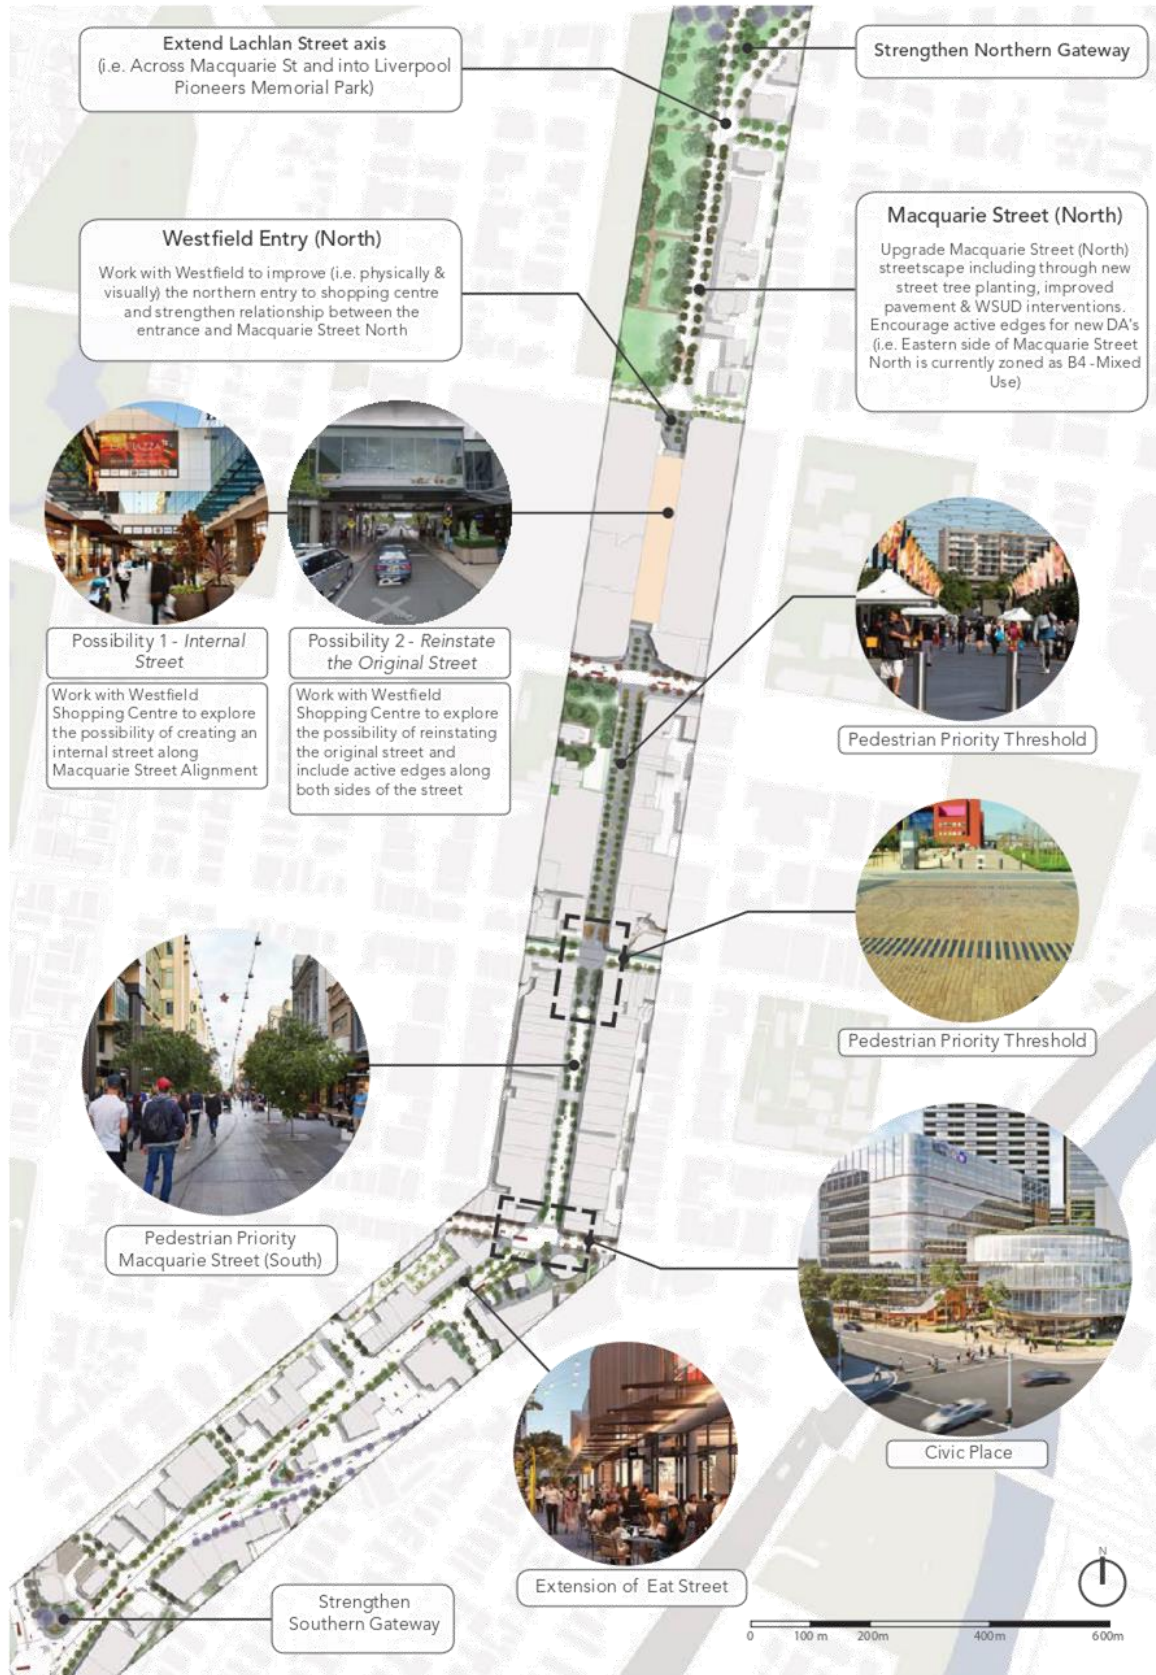 Extend Lachlan Street axis
(i.e. Across Macquarie St and into Liverpool
Pioneers Memorial Park)
Strengthen Northern Gateway
Westfield Entry (North)
Work with Westfield to improve (i.e. physically &
visually) the northern entry to shopping centre
and strengthen relationship between the
entrance and Macquarie Street North
Macquarie Street (North)
Upgrade Macquarie Street (North)
streetscape including through new
street tree planting, improved
pavement & WSUD interventions.
Encourage active edges for new DA's
(i.e. Eastern side of Macquarie Street
North is currently zoned as B4 -Mixed
Use)
Possibility 1 - Internal
Street
Work with Westfield
Shopping Centre to explore
the possibility of creating an
internal street along
Macquarie Street Alignment
Possibility 2 - Reinstate
the Original Street
Work with Westfield
Shopping Centre to explore
the possibility of reinstating
the original street and
include active edges along
both sides of the street
Pedestrian Priority Threshold
Pedestrian Priority Threshold
Pedestrian Priority
Macquarie Street (South)
Civic Place
Extension of Eat Street
Strengthen
Southern Gateway
N
0 100 m 200m 400m 600m